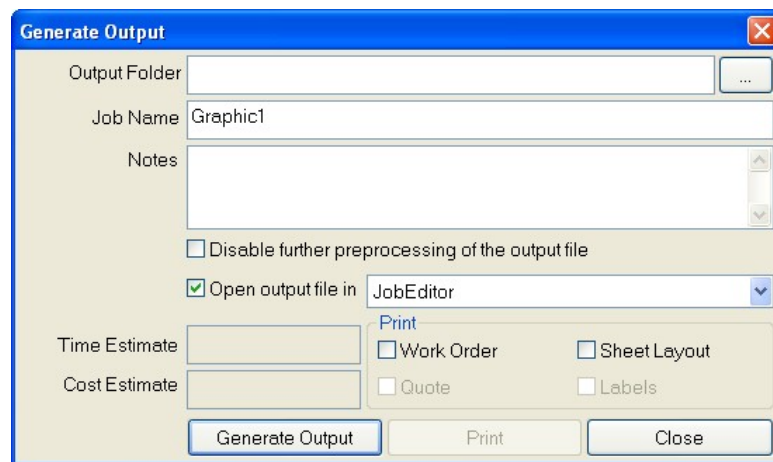 Generate Output
Output Folder
...
Job Name Graphic1
Notes
Disable further preprocessing of the output file
Open output file in JobEditor
Print
Time Estimate
Work Order Sheet Layout
Cost Estimate
Quote Labels
Generate Output Print Close